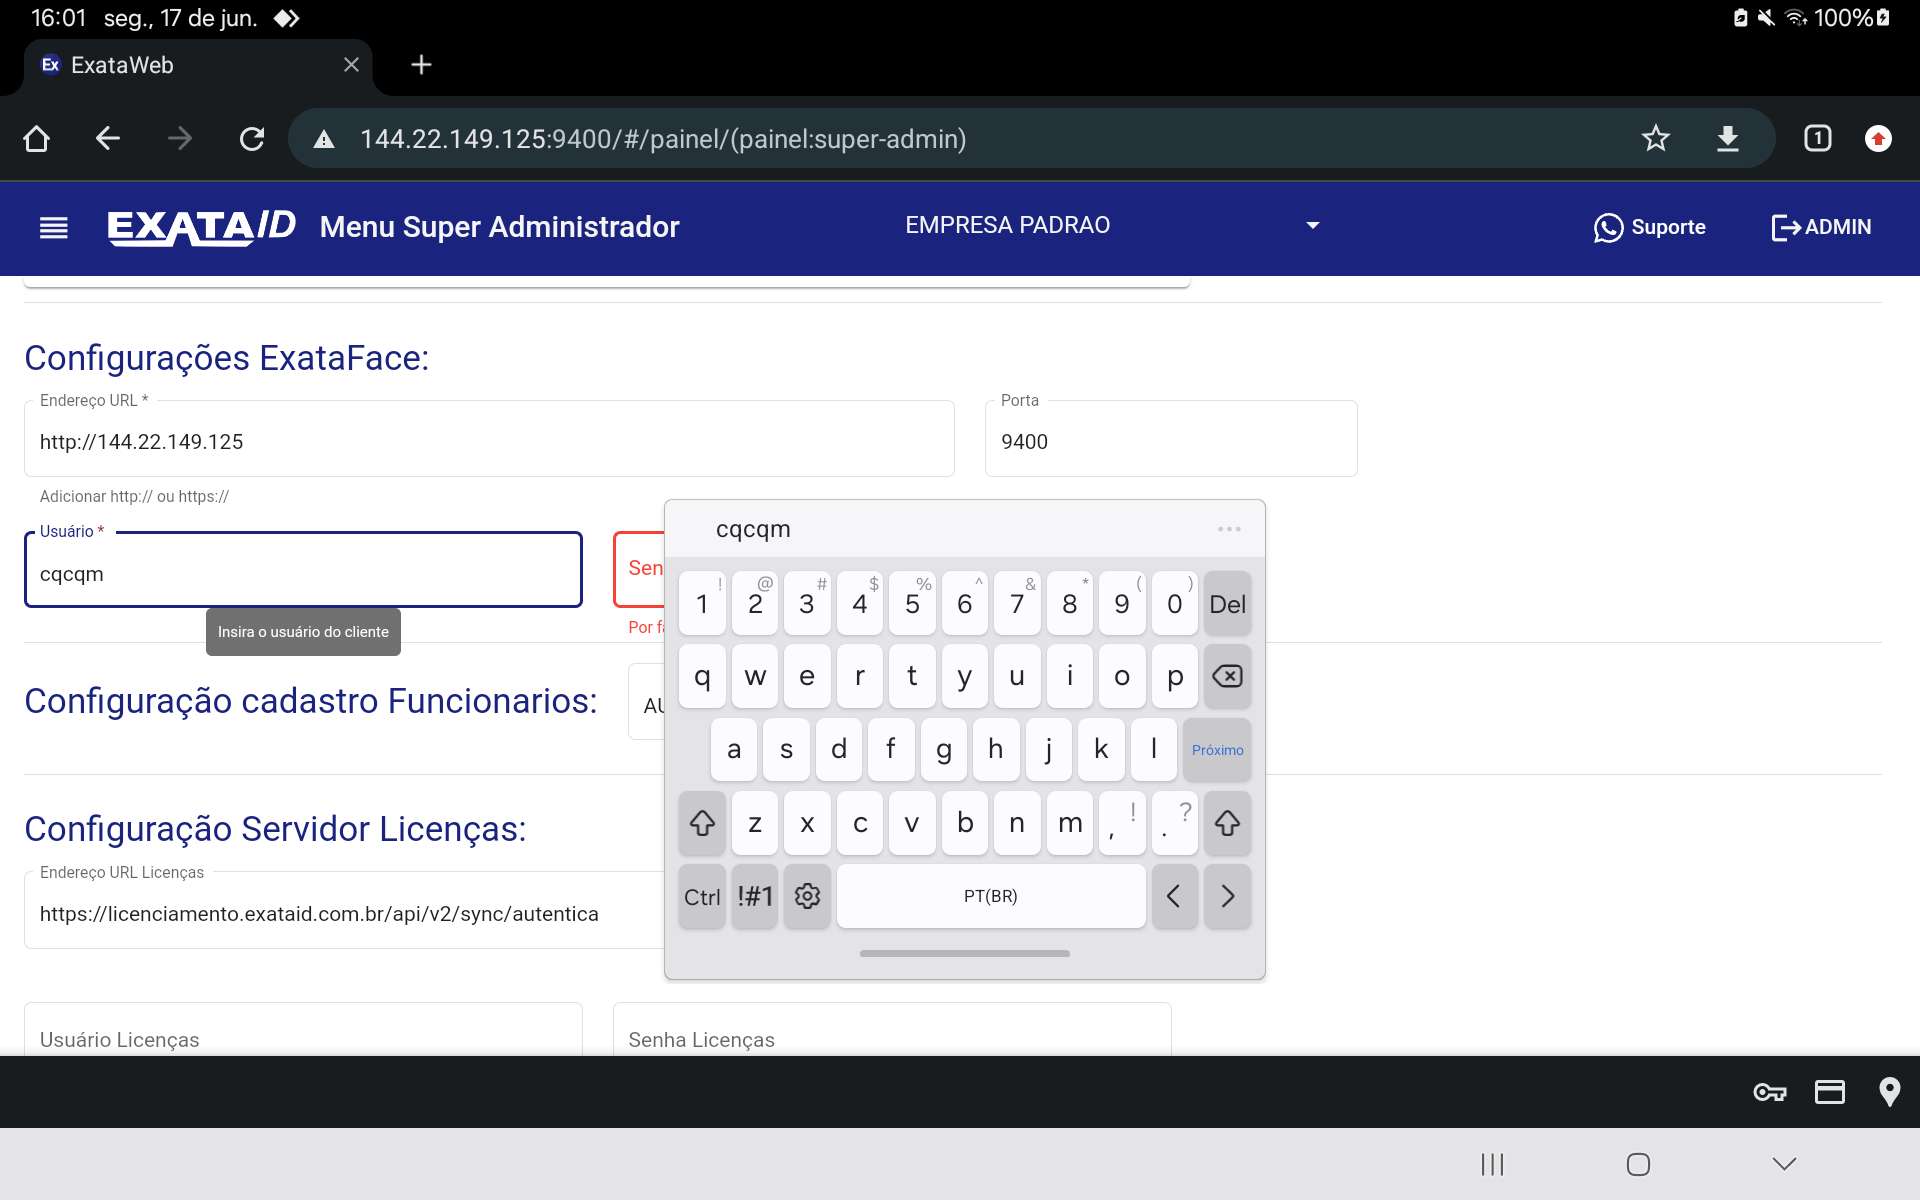 16:01 seg., 17 de jun. 100%
Ex ExataWeb
144.22.149.125:9400/#/painel/(painel:super-admin) 1
EXATAID Menu Super Administrador EMPRESA PADRAO Suporte ADMIN
Configurações ExataFace:
Endereço URL * Porta
http://144.22.149.125 9400
Adicionar http:// ou https://
Usuário *
cqcqm Sen
Insira o usuário do cliente Por fa
Configuração cadastro Funcionarios: AU
Configuração Servidor Licenças:
Endereço URL Licenças
https://licenciamento.exataid.com.br/api/v2/sync/autentica
Usuário Licenças Senha Licenças
cqcqm
! @ # $ % ^ & * ( )
1 2 3 4 5 6 7 8 9 0 Del
q w e r t y u i o p
a s d f g h j k l Próximo
z x c v b n m , ! . ?
Ctrl !#1 PT(BR) < >